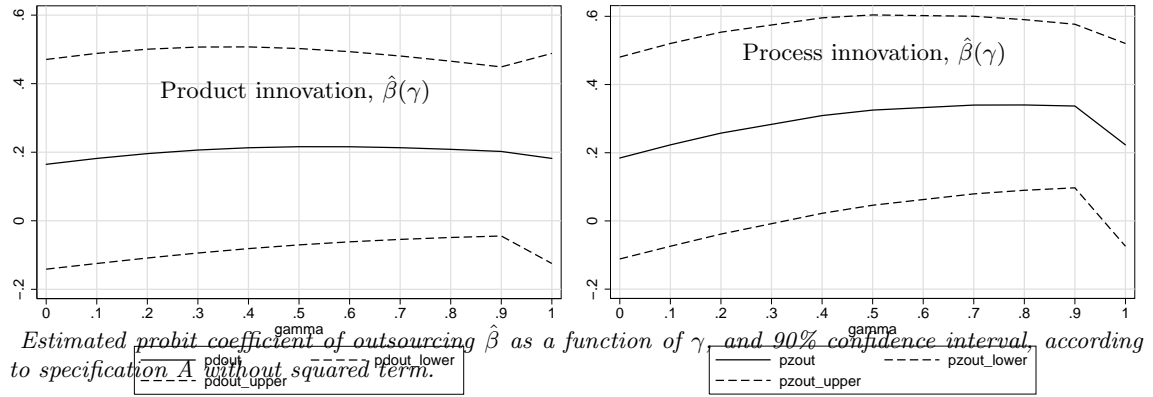 .6
.4
.2
0
-.2
Product innovation, β̂(γ)
0 .1 .2 .3 .4 .5 .6 .7 .8 .9 1
gamma
pdout pdout_lower
pdout_upper
.6
.4
.2
0
-.2
Process innovation, β̂(γ)
0 .1 .2 .3 .4 .5 .6 .7 .8 .9 1
gamma
pzout pzout_lower
pzout_upper
Estimated probit coefficient of outsourcing β̂ as a function of γ, and 90% confidence interval, according
to specification A without squared term.